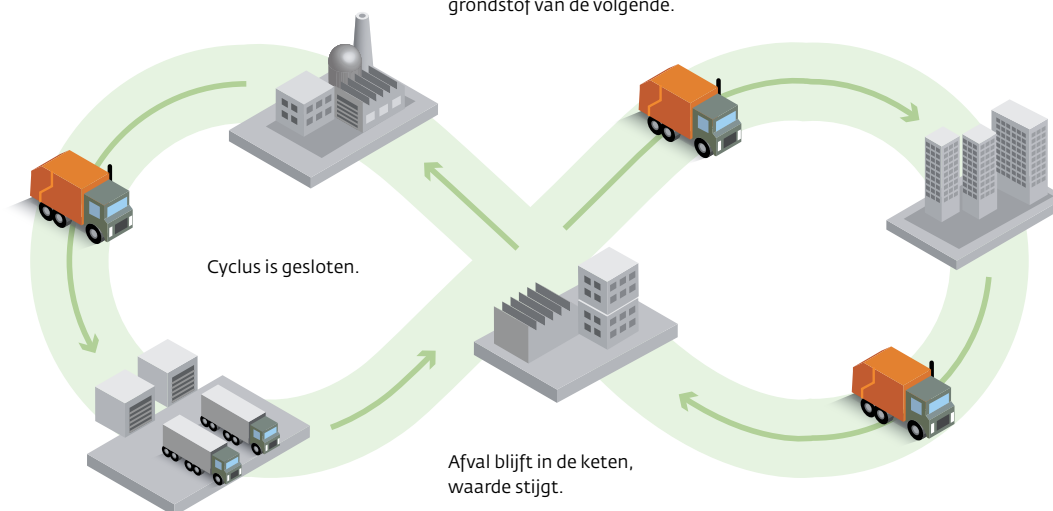 grondstof van de volgende.
Cyclus is gesloten.
Afval blijft in de keten,
waarde stijgt.